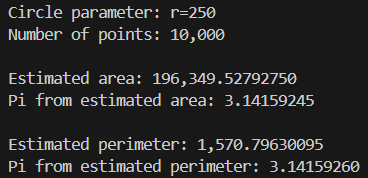 Circle parameter: r=250
Number of points: 10,000
Estimated area: 196,349.52792750
Pi from estimated area: 3.14159245
Estimated perimeter: 1,570.79630095
Pi from estimated perimeter: 3.14159260